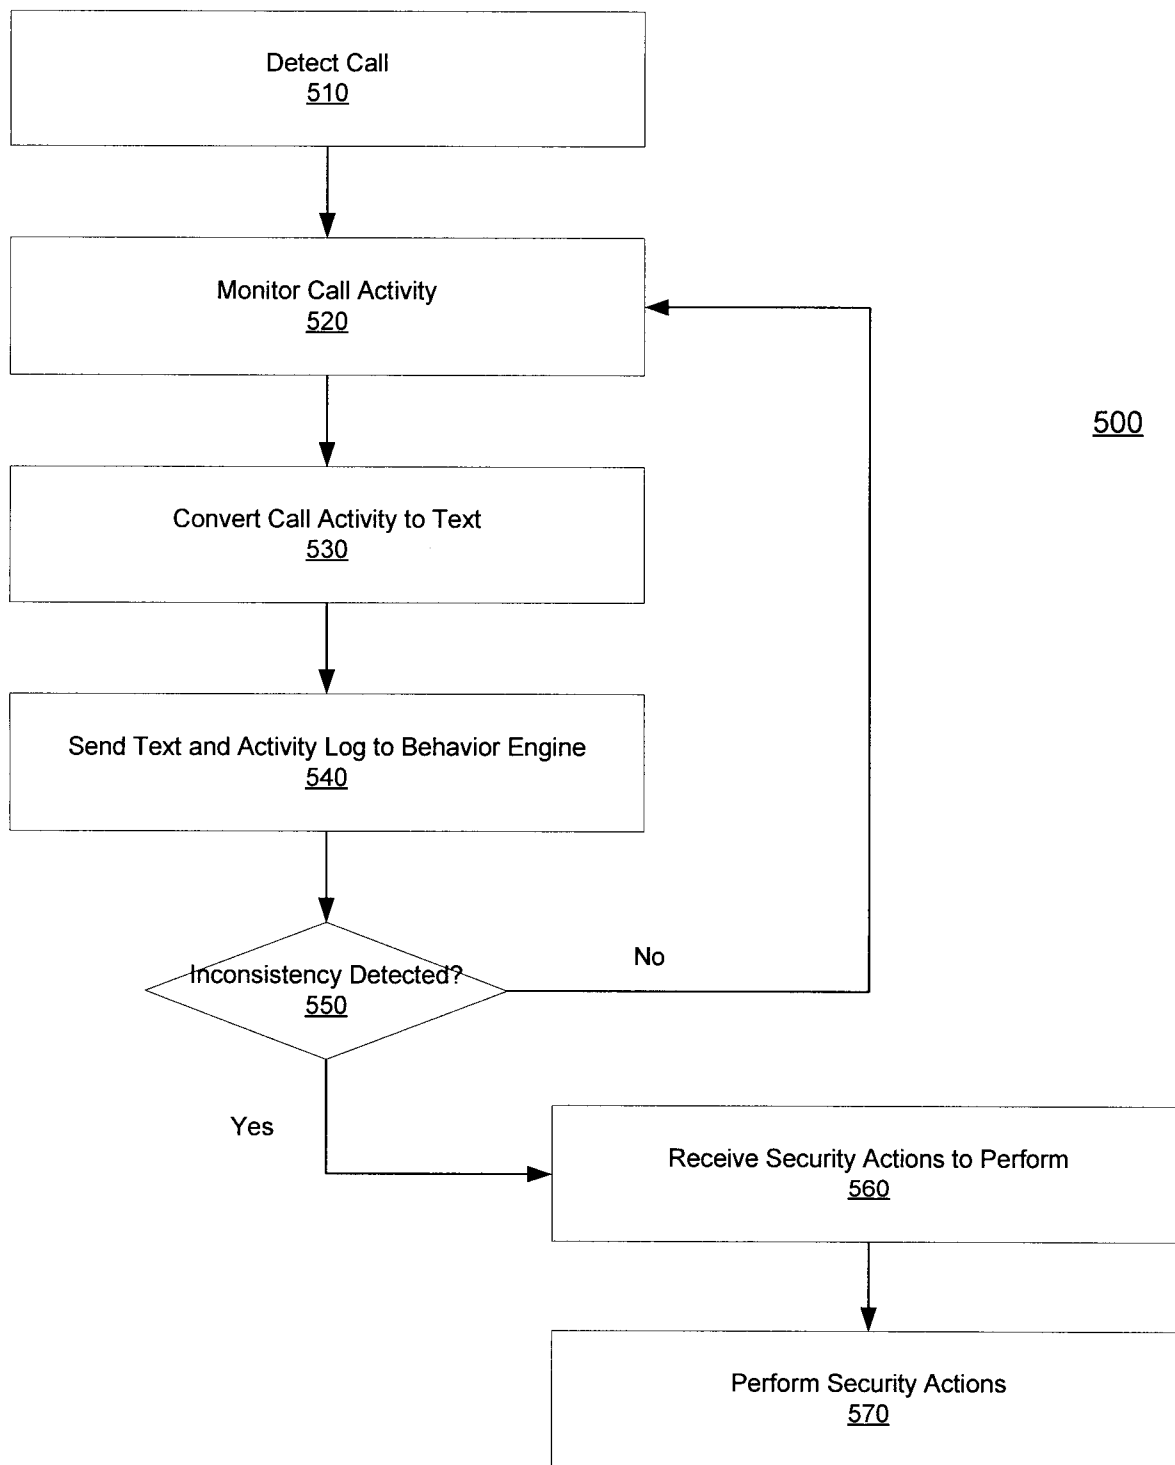 Detect Call
510
Monitor Call Activity
520
500
Convert Call Activity to Text
530
Send Text and Activity Log to Behavior Engine
540
Inconsistency Detected?
550
No
Yes
Receive Security Actions to Perform
560
Perform Security Actions
570